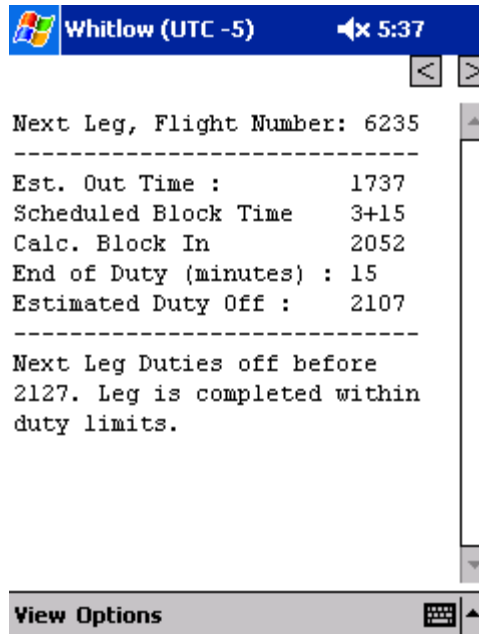 Whitlow (UTC -5) 5:37
< >
Next Leg, Flight Number: 6235
-----------------------------
Est. Out Time : 1737
Scheduled Block Time 3+15
Calc. Block In 2052
End of Duty (minutes) : 15
Estimated Duty Off : 2107
-----------------------------
Next Leg Duties off before
2127. Leg is completed within
duty limits.
View Options